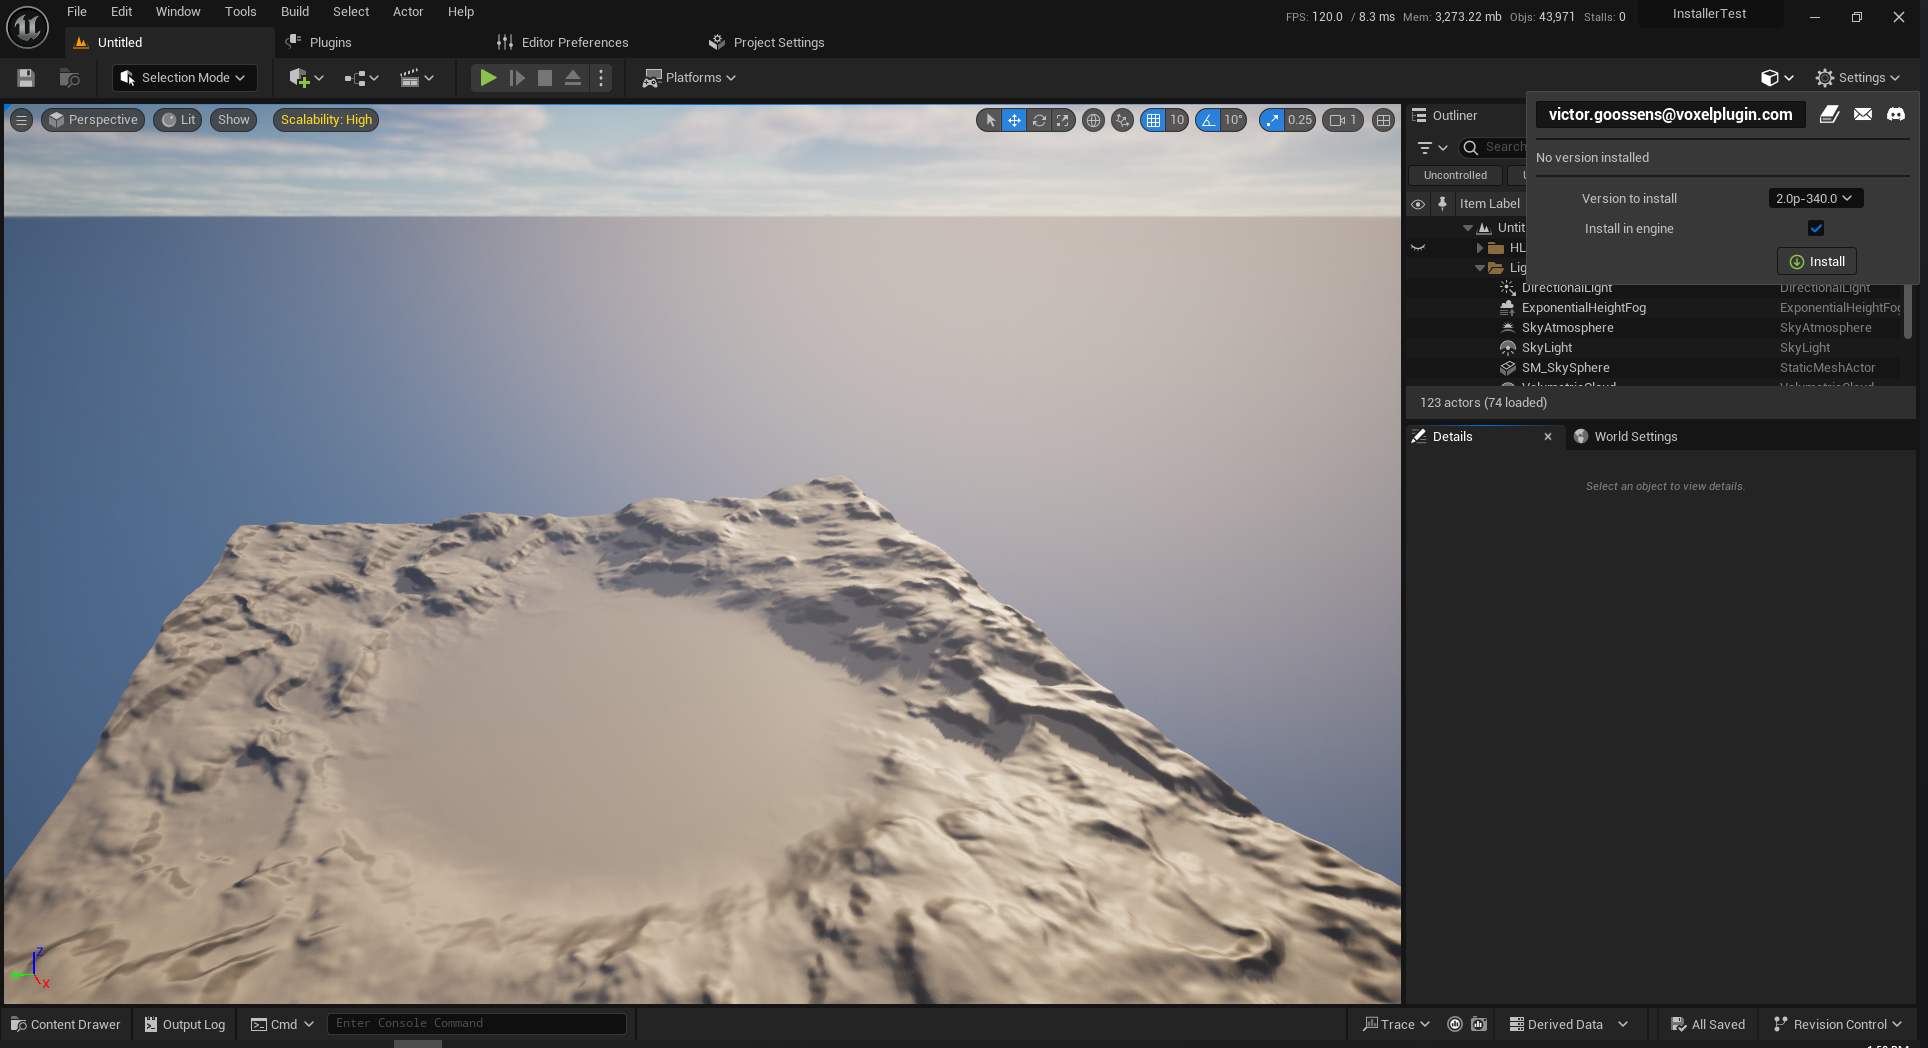 File Edit Window Tools Build Select Actor Help
FPS: 120.0 / 8.3 ms Mem: 3,273.22 mb Objs: 43,971 Stalls: 0
InstallerTest
Untitled
Plugins
Editor Preferences
Project Settings
Selection Mode
Platforms
Settings
Perspective
Lit
Show
Scalability: High
10
10°
0.25
1
Outliner
Search
Uncontrolled
Item Label
Untit
HL
Lig
victor.goossens@voxelplugin.com
No version installed
Version to install 2.0p-340.0
Install in engine
Install
DirectionalLight DirectionalLight
ExponentialHeightFog ExponentialHeightFog
SkyAtmosphere SkyAtmosphere
SkyLight SkyLight
SM_SkySphere StaticMeshActor
VolumetricCloud VolumetricCloud
123 actors (74 loaded)
Details
World Settings
Select an object to view details.
Z
X
Content Drawer
Output Log
Cmd
Enter Console Command
Trace
Derived Data
All Saved
Revision Control